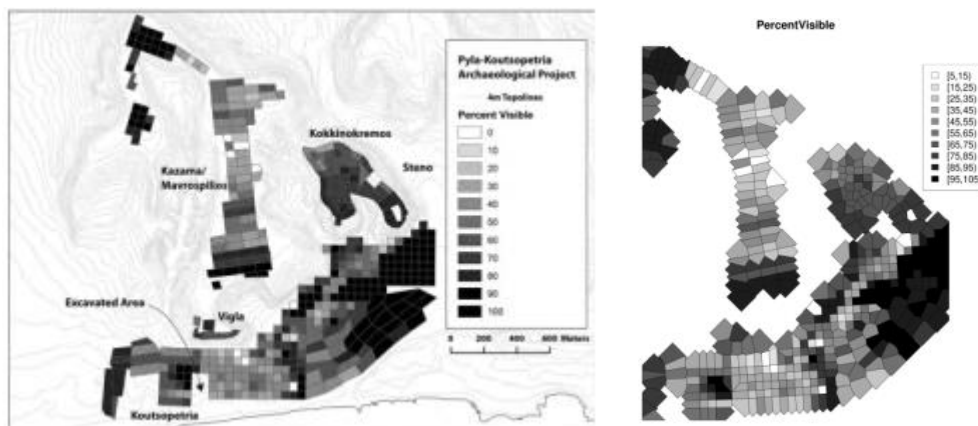 Pyla-Koutsopetria
Archaeological Project
4m Topolines
Percent Visible
0
10
20
30
40
50
60
70
80
90
100
0 200 400 600 Meters
Kokkinokremos
Steno
Kazama/
Mavrospilios
Excavated Area
Vigla
Koutsopetria
PercentVisible
[5,15)
[15,25)
[25,35)
[35,45)
[45,55)
[55,65)
[65,75)
[75,85)
[85,95)
[95,105)